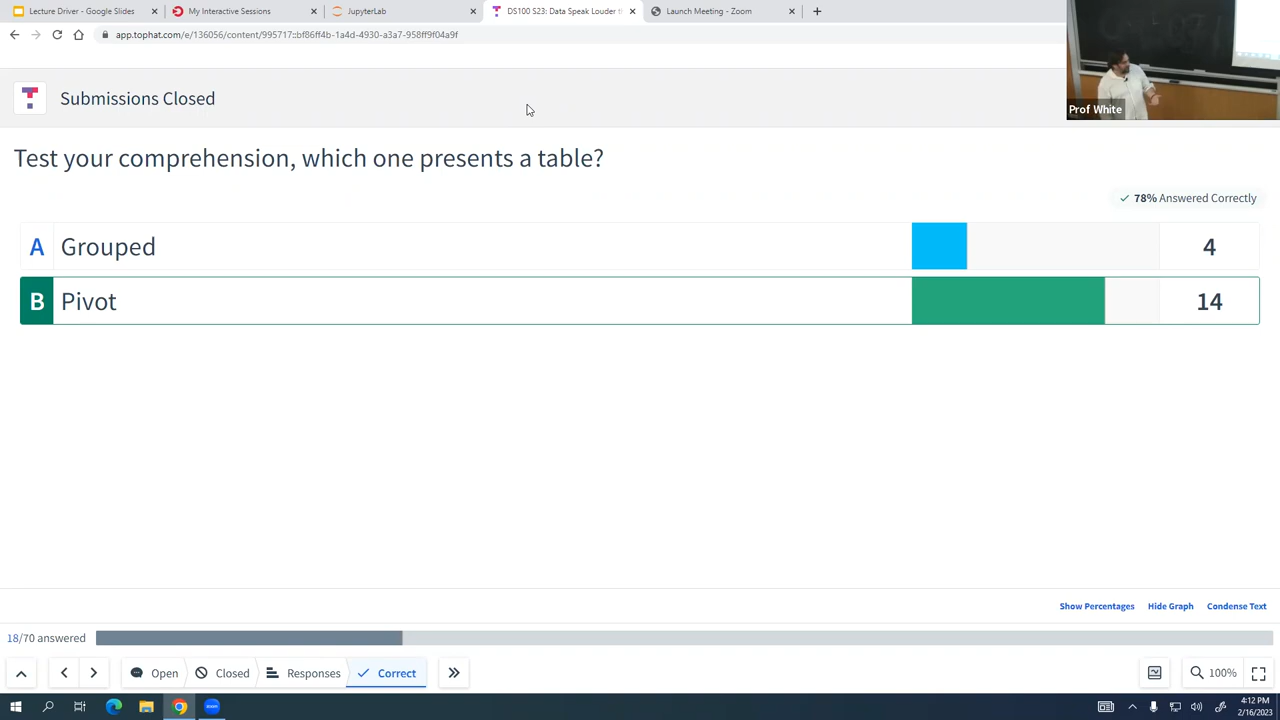 Lecture Driver - Google Slides
My Interactive Sessions
JupyterLab
DS100 S23: Data Speak Louder t
Launch Meeting - Zoom
app.tophat.com/e/136056/content/995717::bf86ff4b-1a4d-4930-a3a7-958ff9f04a9f
Prof White
Submissions Closed
Test your comprehension, which one presents a table?
78% Answered Correctly
A Grouped 4
B Pivot 14
Show Percentages Hide Graph Condense Text
18/70 answered
Open Closed Responses Correct 100%
4:12 PM
2/16/2023